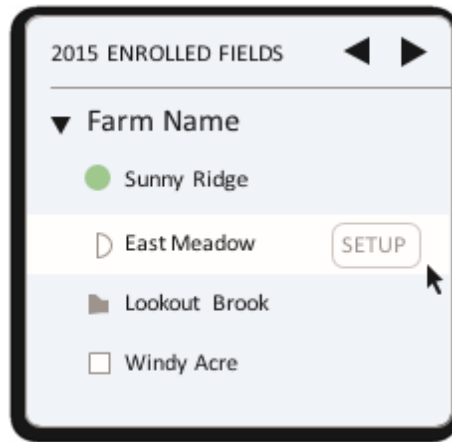 2015 ENROLLED FIELDS
Farm Name
Sunny Ridge
East Meadow SETUP
Lookout Brook
Windy Acre